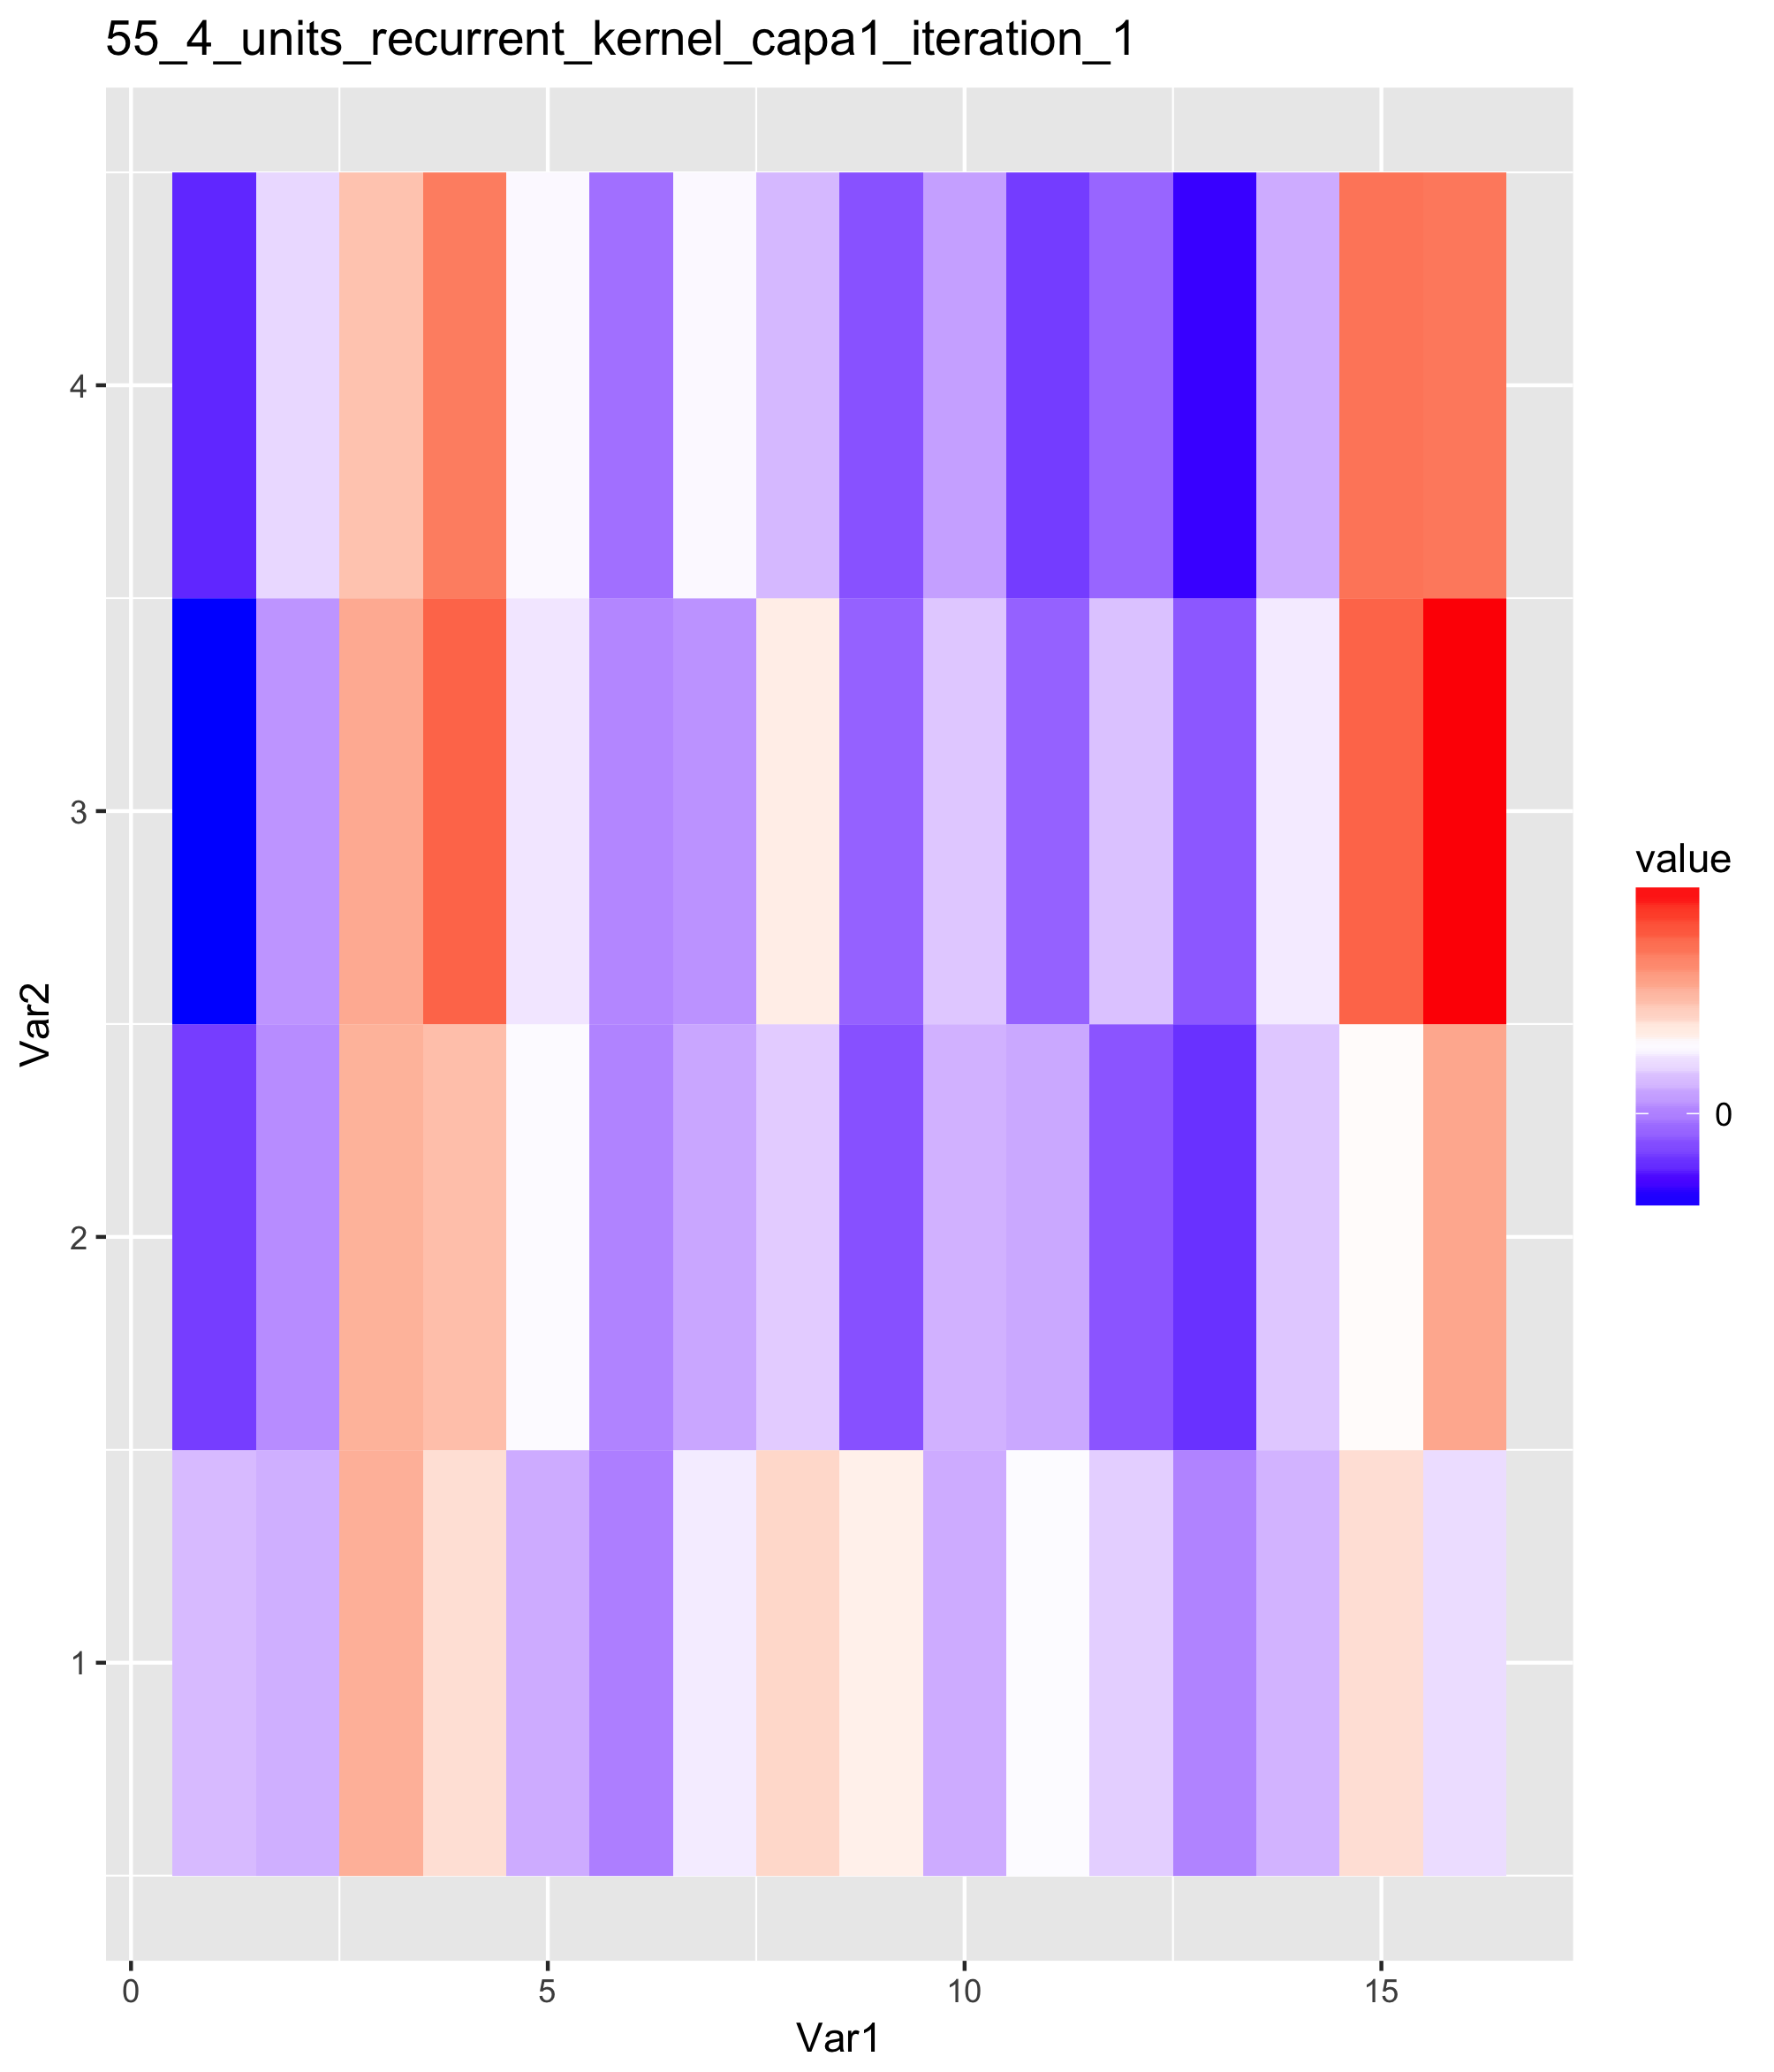 55_4_units_recurrent_kernel_capa1_iteration_1
4
3
2
1
Var2
0
5
10
15
Var1
value
0